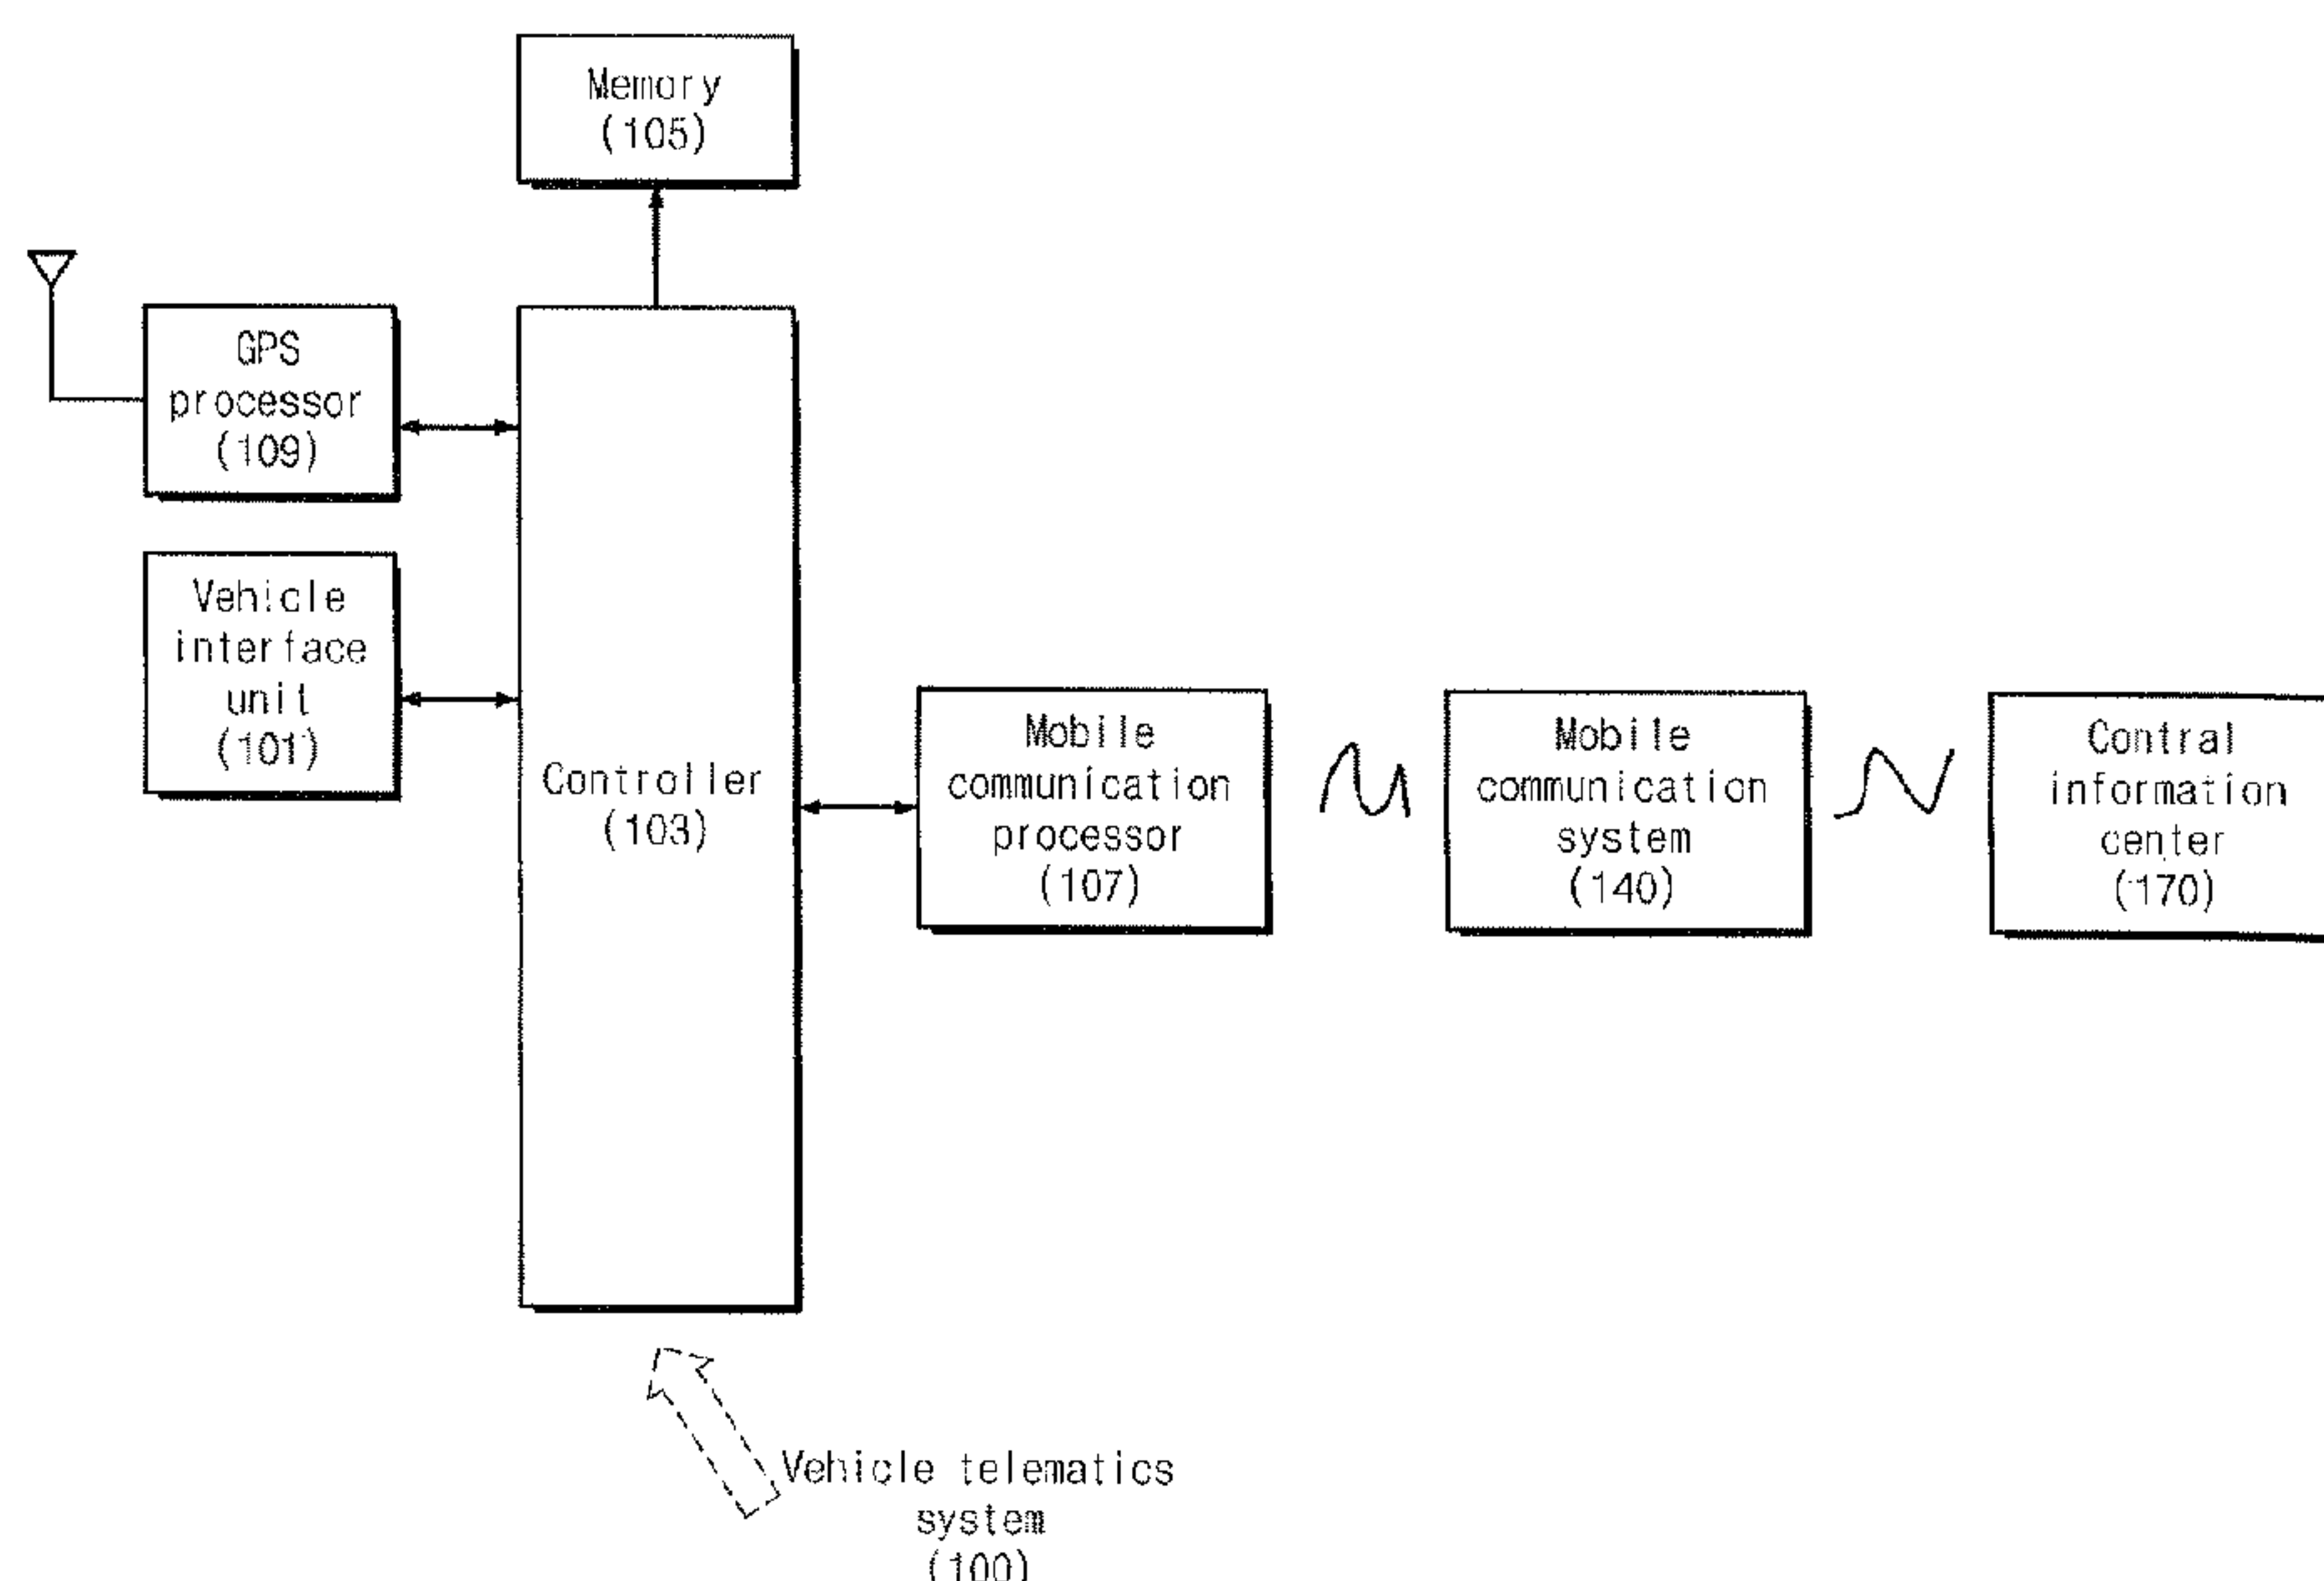 Memory
(105)
GPS
processor
(109)
Vehicle
interface
unit
(101)
Controller
(103)
Mobile
communication
processor
(107)
Mobile
communication
system
(140)
Contral
information
center
(170)
Vehicle telematics
system
(100)